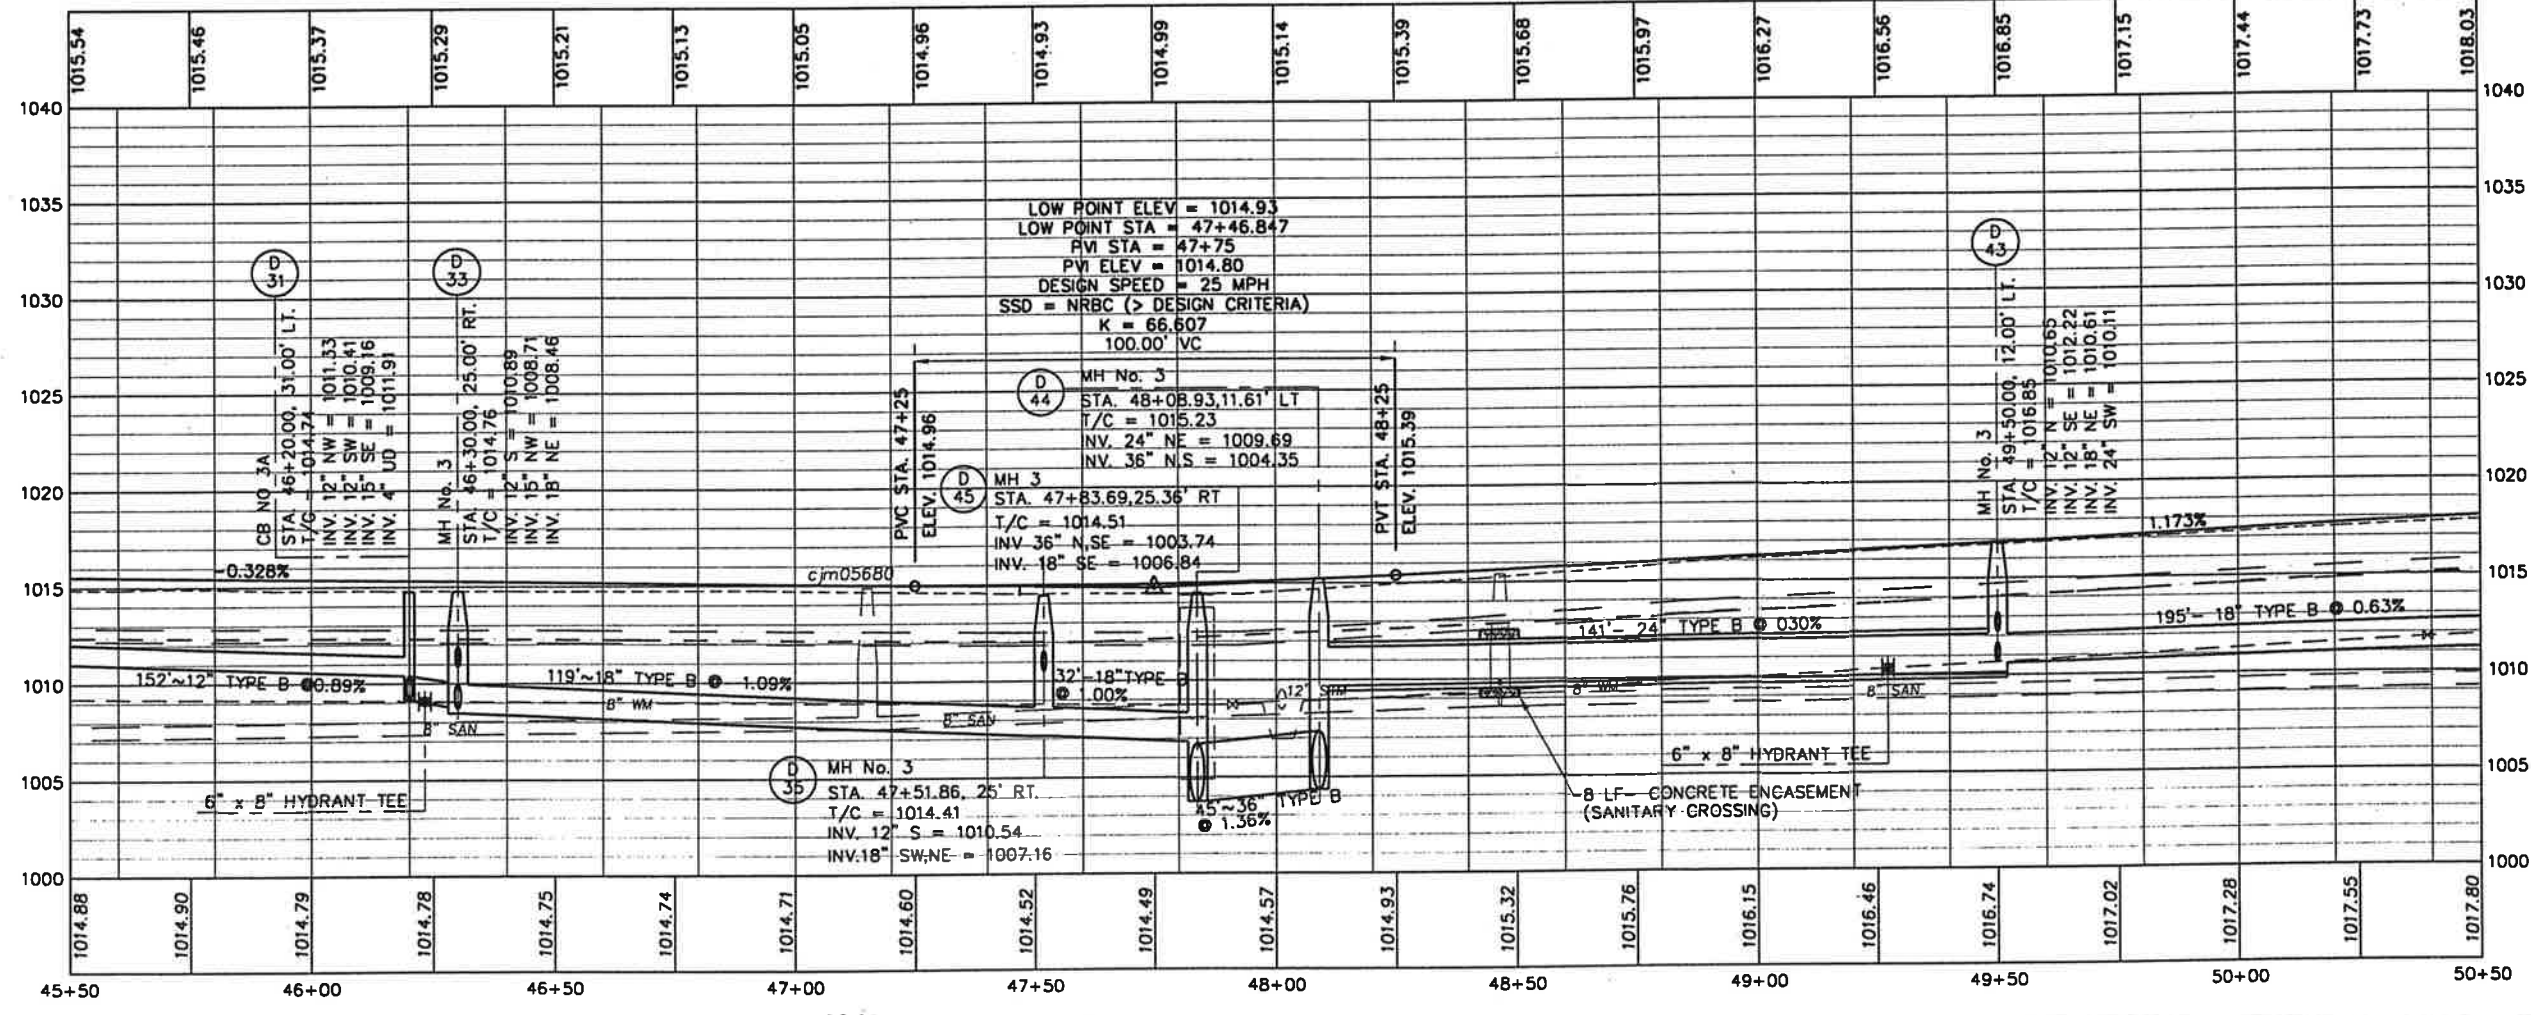 1015.54 1015.46 1015.37 1015.29 1015.21 1015.13 1015.05 1014.96 1014.93 1014.99 1015.14 1015.39 1015.68 1015.97 1016.27 1016.56 1016.85 1017.15 1017.44 1017.73 1018.03
1040 1040
1035 1035
1030 1030
1025 1025
1020 1020
1015 1015
1010 1010
1005 1005
1000 1000
LOW POINT ELEV = 1014.93
LOW POINT STA = 47+46.847
PVI STA = 47+75
PVI ELEV = 1014.80
DESIGN SPEED = 25 MPH
SSD = NRBC (> DESIGN CRITERIA)
K = 66.607
100.00' VC
D
31
CB NO 3A
STA. 46+20.00, 31.00' LT.
T/G - 1014.74
INV. 12" NW = 1011.33
INV. 12" SW = 1010.41
INV. 15" SE = 1009.16
INV. 4" UD = 1011.91
D
33
MH No. 3
STA. 46+30.00, 25.00' RT.
T/C = 1014.76
INV. 12" S = 1010.89
INV. 15" NW = 1008.71
INV. 18" NE = 1008.46
PVC STA. 47+25
ELEV. 1014.96
D
44
MH No. 3
STA. 48+08.93,11.61' LT
T/C = 1015.23
INV. 24" NE = 1009.69
INV. 36" N,S = 1004.35
D
45
MH 3
STA. 47+83.69,25.36' RT
T/C = 1014.51
INV 36" N,SE = 1003.74
INV. 18" SE = 1006.84
PVT STA. 48+25
ELEV. 1015.39
D
43
MH No. 3
STA. 49+50.00, 12.00' LT.
T/C = 1016.85
INV. 12" N = 1010.65
INV. 12" SE = 1012.22
INV. 18" NE = 1010.61
INV. 24" SW = 1010.11
-0.328%
cjm05680
1.173%
152'~12" TYPE B @ 0.89%
119'~18" TYPE B @ 1.09%
32'-18" TYPE B
@ 1.00%
141'- 24" TYPE B @ 030%
195'- 18" TYPE B @ 0.63%
8" WM
8" SAN
8" SAN
12" STM
8" WM
8" SAN
6" x 8" HYDRANT TEE
D
35
MH No. 3
STA. 47+51.86, 25' RT.
T/C = 1014.41
INV. 12" S = 1010.54
INV.18" SW,NE = 1007.16
45'~36" TYPE B
@ 1.36%
8 LF- CONCRETE ENCASEMENT
(SANITARY CROSSING)
6" x 8" HYDRANT TEE
1014.88 1014.90 1014.79 1014.78 1014.75 1014.74 1014.71 1014.60 1014.52 1014.49 1014.57 1014.93 1015.32 1015.76 1016.15 1016.46 1016.74 1017.02 1017.28 1017.55 1017.80
45+50 46+00 46+50 47+00 47+50 48+00 48+50 49+00 49+50 50+00 50+50